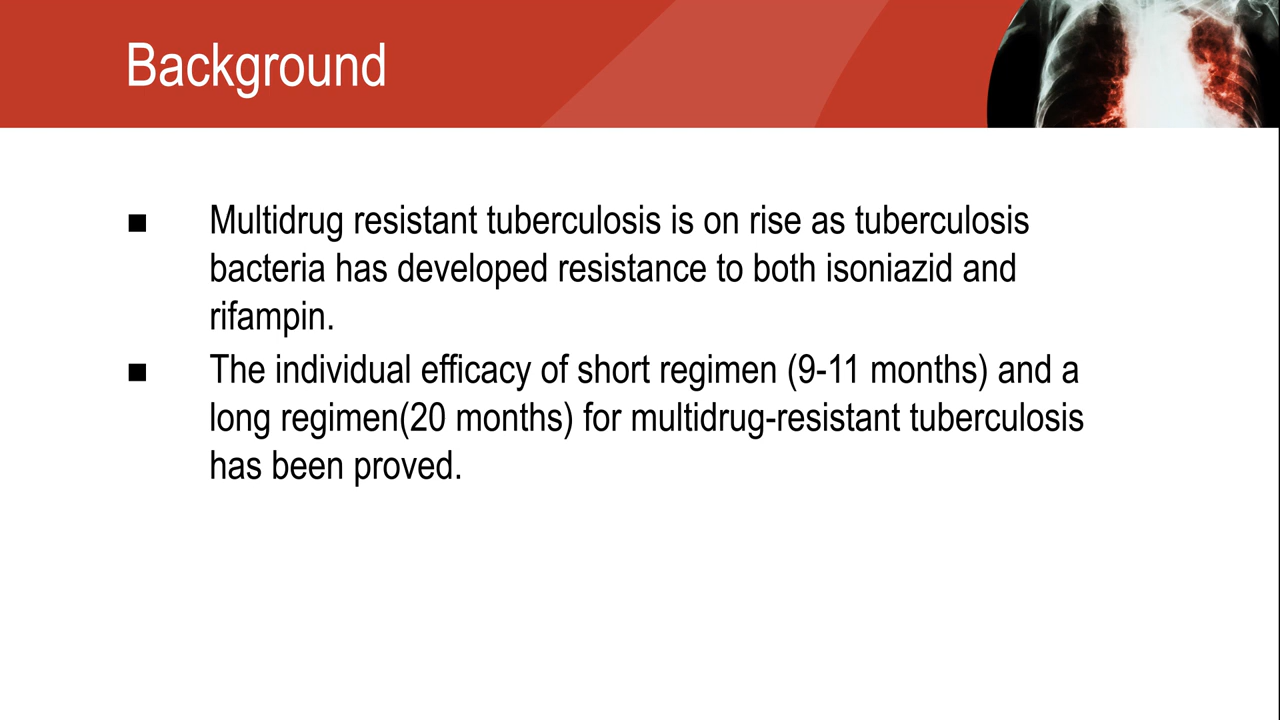 Background
■ Multidrug resistant tuberculosis is on rise as tuberculosis
bacteria has developed resistance to both isoniazid and
rifampin.
■ The individual efficacy of short regimen (9-11 months) and a
long regimen(20 months) for multidrug-resistant tuberculosis
has been proved.